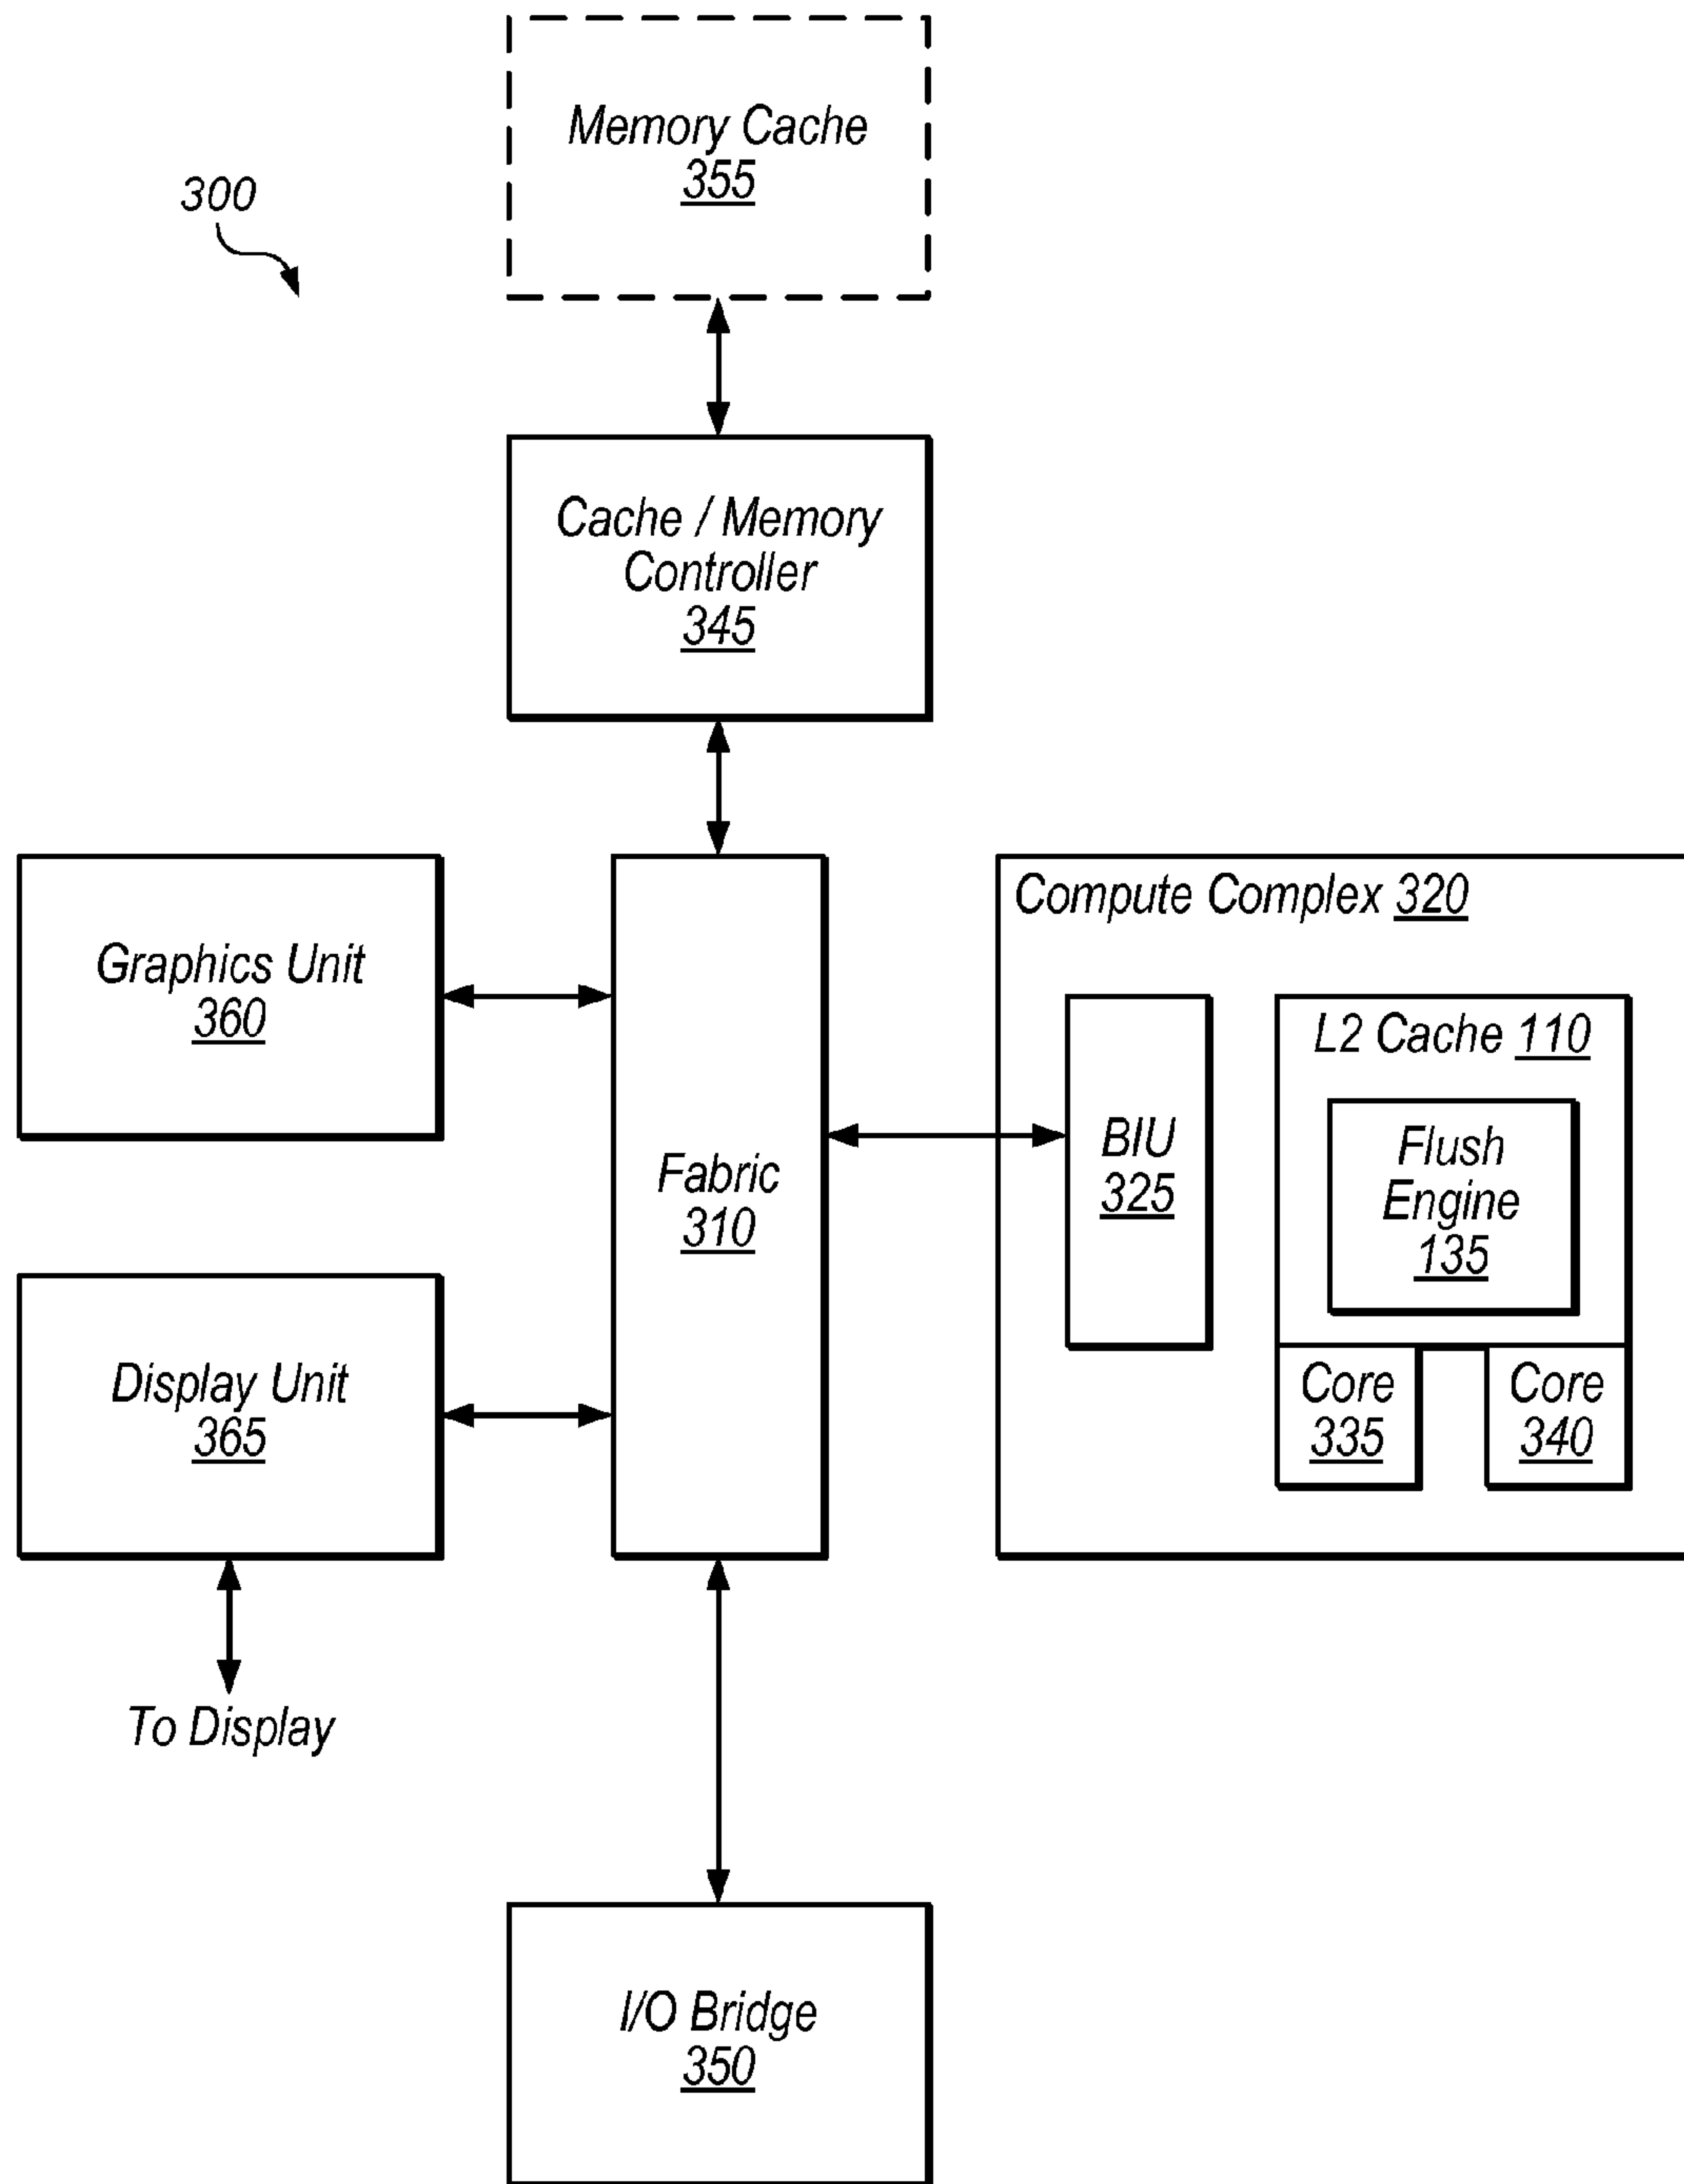 Memory Cache
355
300
Cache / Memory
Controller
345
Compute Complex 320
Graphics Unit
360
L2 Cache 110
BIU
325
Flush
Engine
135
Fabric
310
Display Unit
365
Core
335
Core
340
To Display
I/O Bridge
350